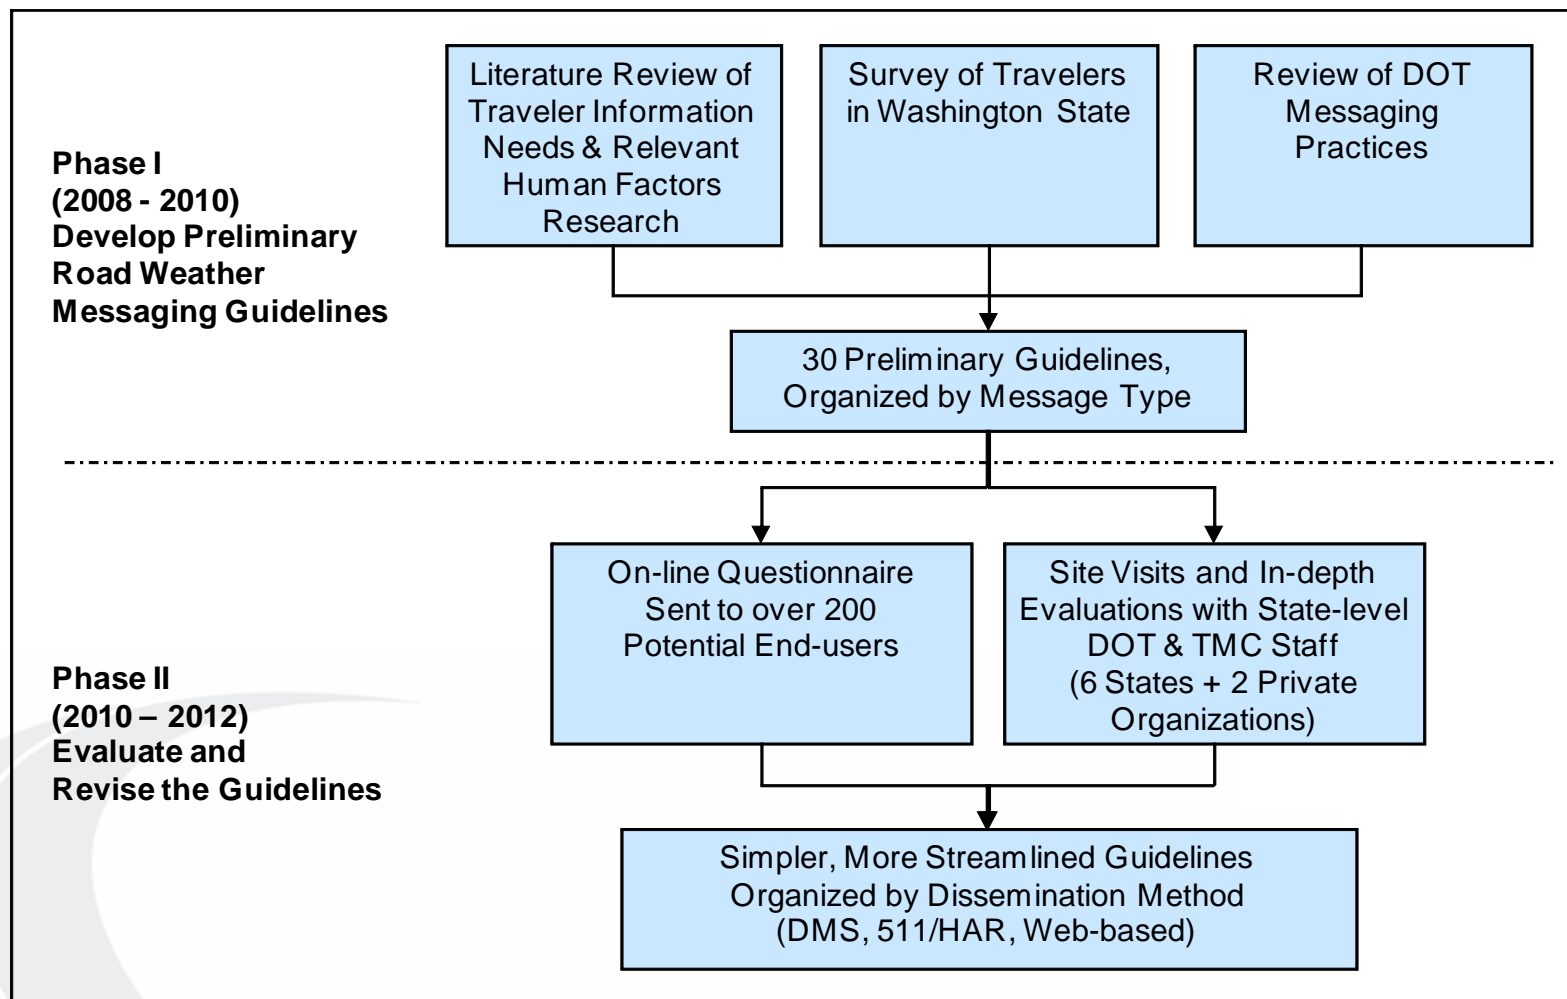 Phase I
(2008 - 2010)
Develop Preliminary
Road Weather
Messaging Guidelines
Literature Review of
Traveler Information
Needs & Relevant
Human Factors
Research
Survey of Travelers
in Washington State
Review of DOT
Messaging
Practices
30 Preliminary Guidelines,
Organized by Message Type
Phase II
(2010 – 2012)
Evaluate and
Revise the Guidelines
On-line Questionnaire
Sent to over 200
Potential End-users
Site Visits and In-depth
Evaluations with State-level
DOT & TMC Staff
(6 States + 2 Private
Organizations)
Simpler, More Streamlined Guidelines
Organized by Dissemination Method
(DMS, 511/HAR, Web-based)